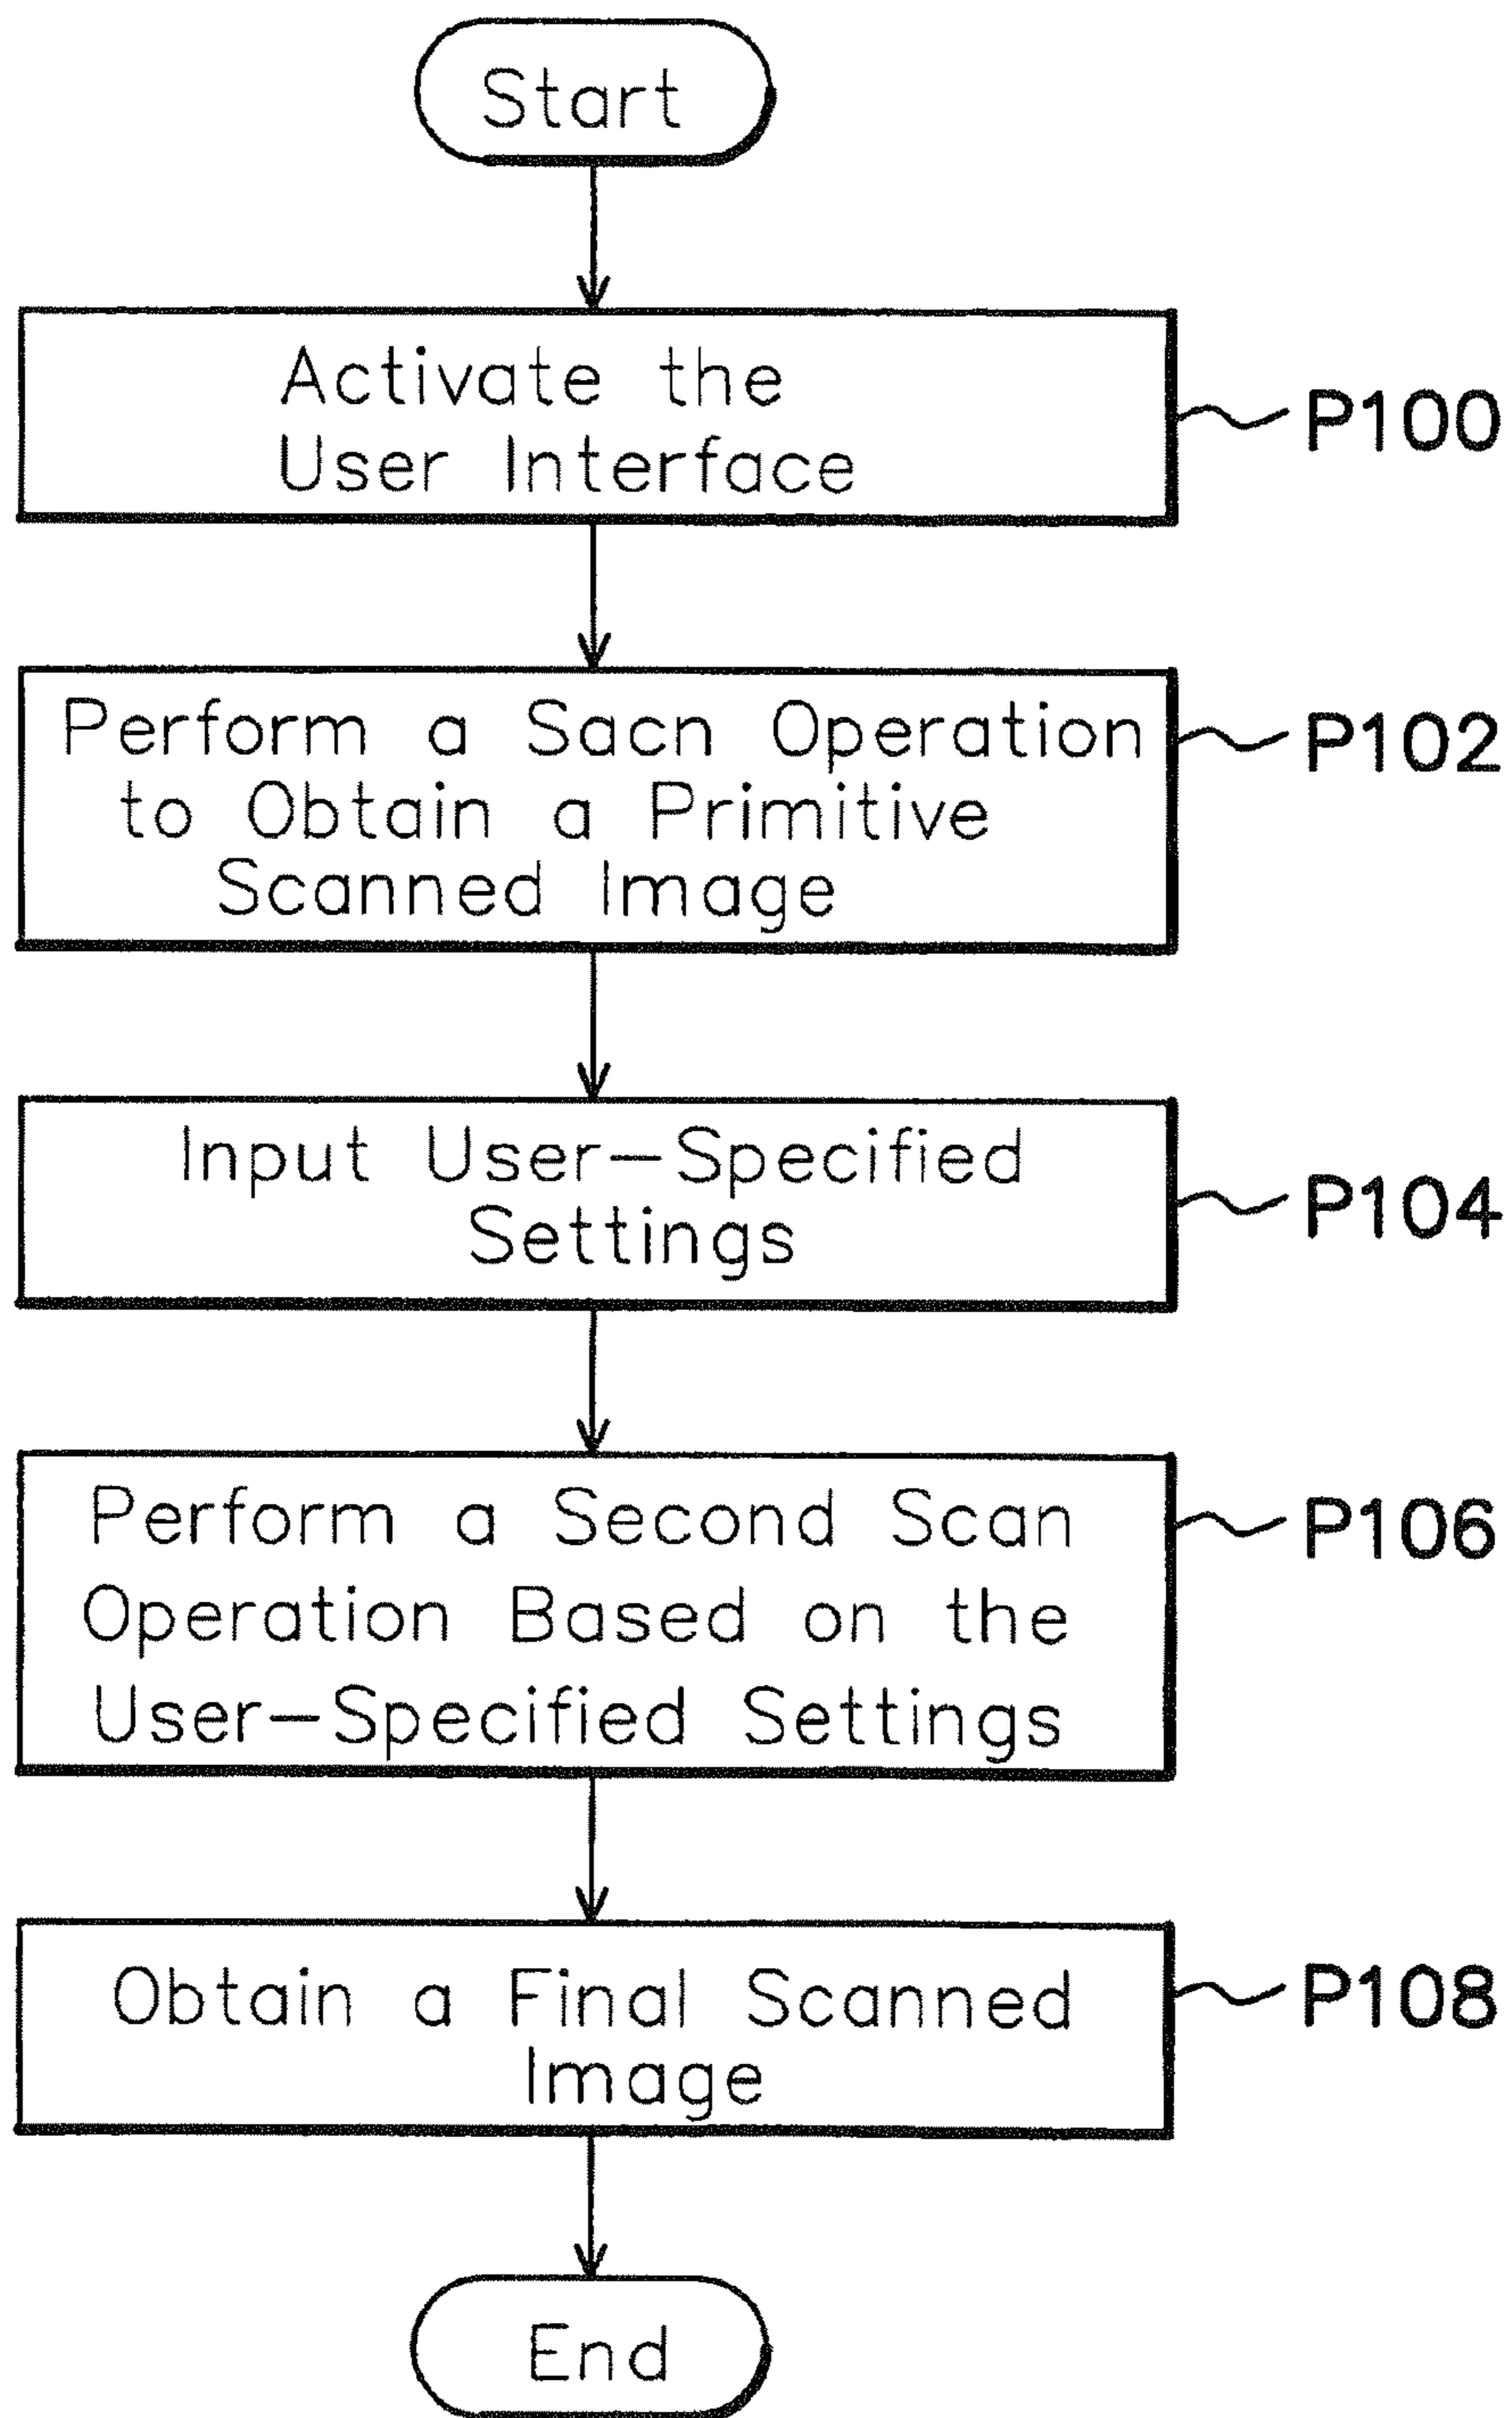 Start
Activate the
User Interface
P100
Perform a Sacn Operation
to Obtain a Primitive
Scanned Image
P102
Input User-Specified
Settings
P104
Perform a Second Scan
Operation Based on the
User-Specified Settings
P106
Obtain a Final Scanned
Image
P108
End